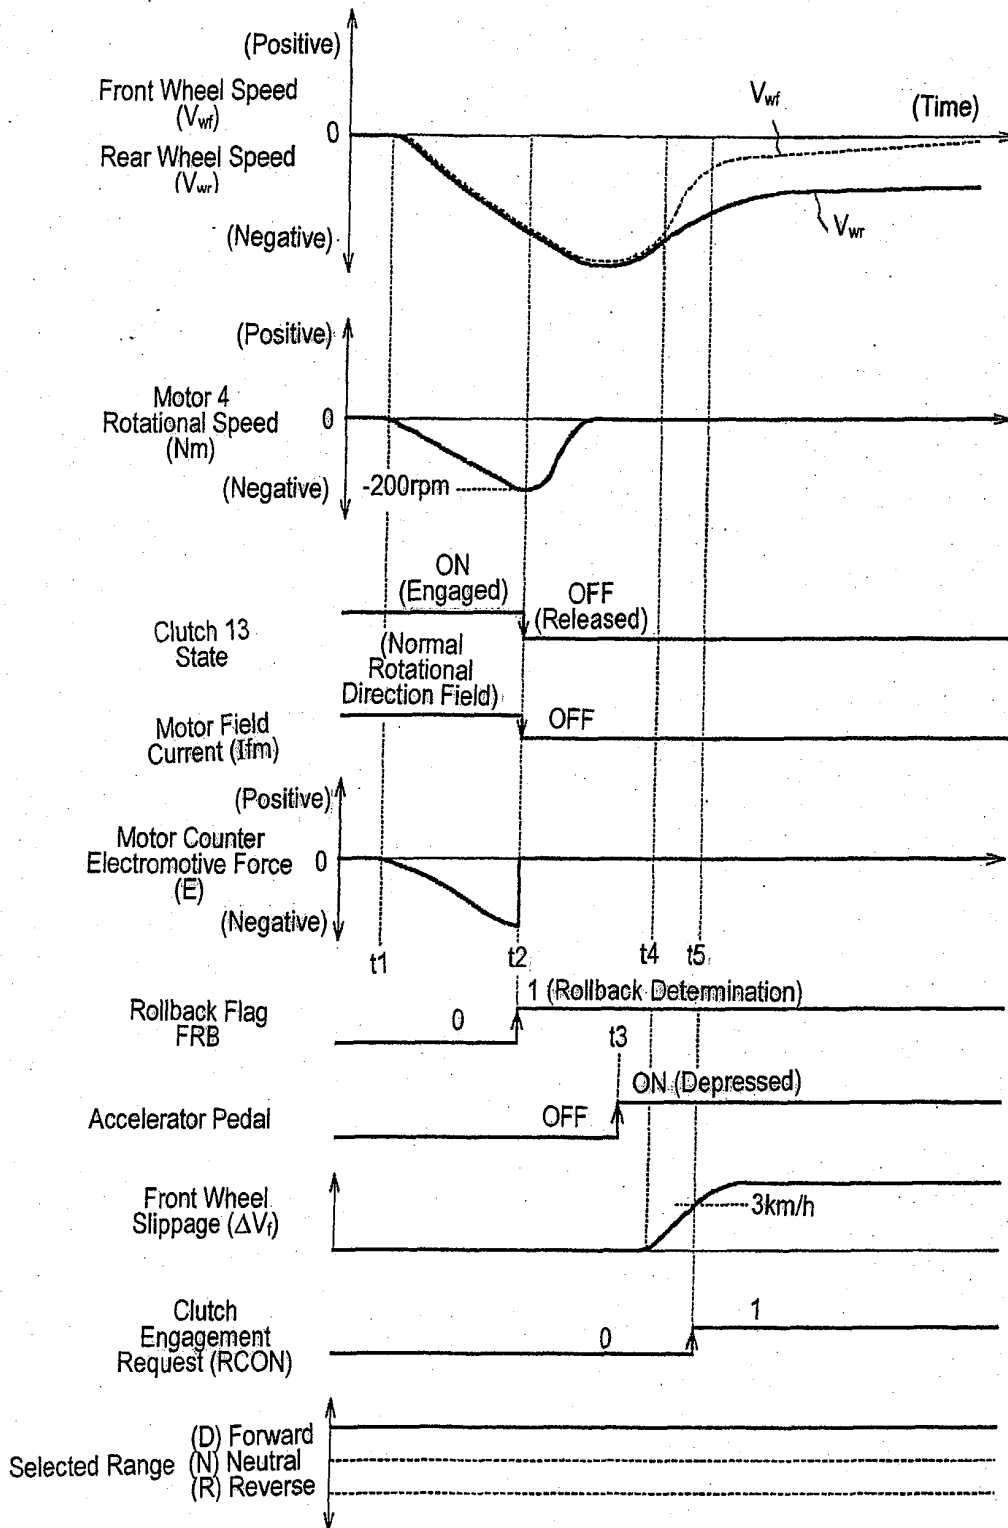 (Positive)
Front Wheel Speed
(Vwf)
0
Rear Wheel Speed
(Vwr)
(Negative)
Vwf
(Time)
Vwr
(Positive)
Motor 4
Rotational Speed
(Nm)
0
(Negative)
-200rpm
ON
(Engaged)
OFF
(Released)
Clutch 13
State
(Normal
Rotational
Direction Field)
OFF
Motor Field
Current (Ifm)
(Positive)
Motor Counter
Electromotive Force
(E)
0
(Negative)
t1
t2
t4
t5
1 (Rollback Determination)
Rollback Flag
FRB
0
t3
ON (Depressed)
Accelerator Pedal
OFF
Front Wheel
Slippage (ΔVf)
3km/h
Clutch
Engagement
Request (RCON)
0
1
Selected Range
(D) Forward
(N) Neutral
(R) Reverse